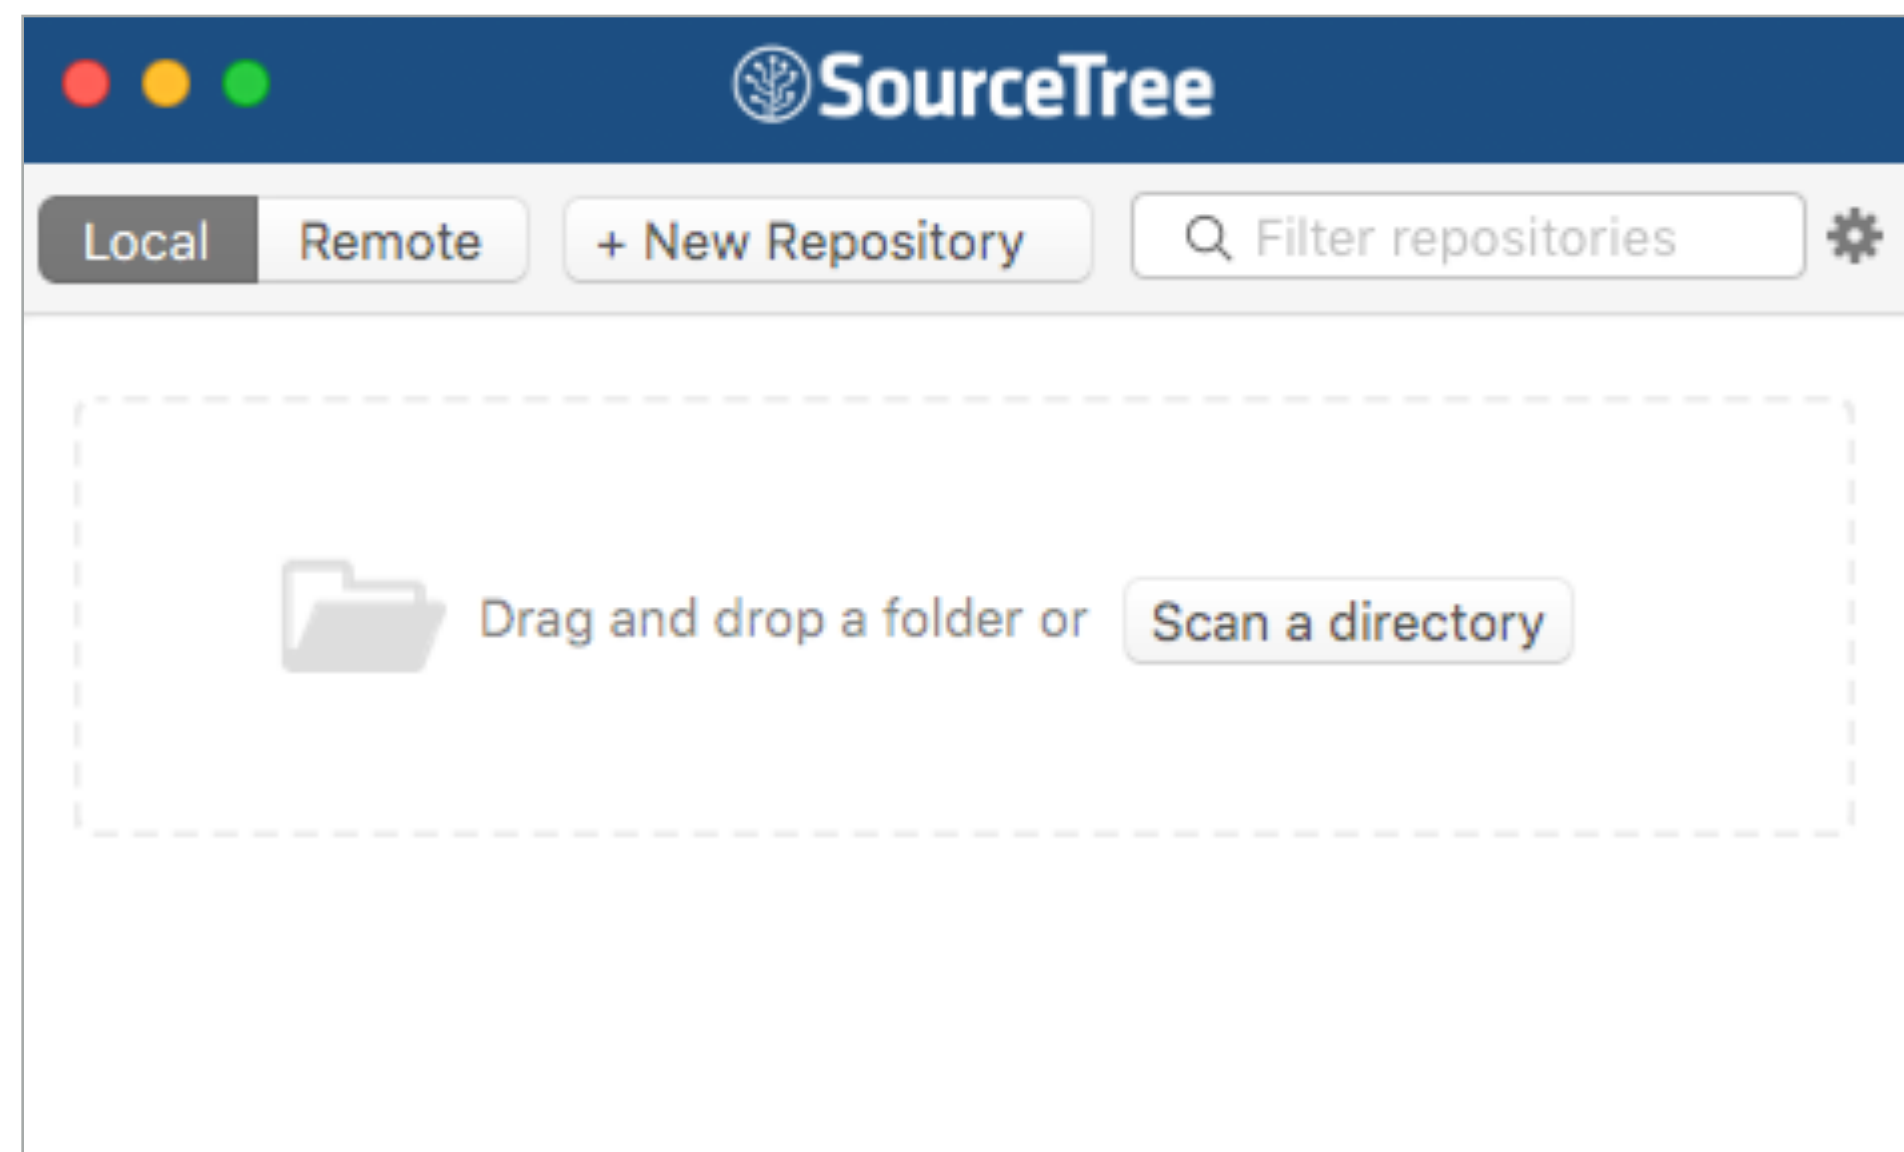 SourceTree
Local Remote + New Repository Filter repositories
Drag and drop a folder or Scan a directory